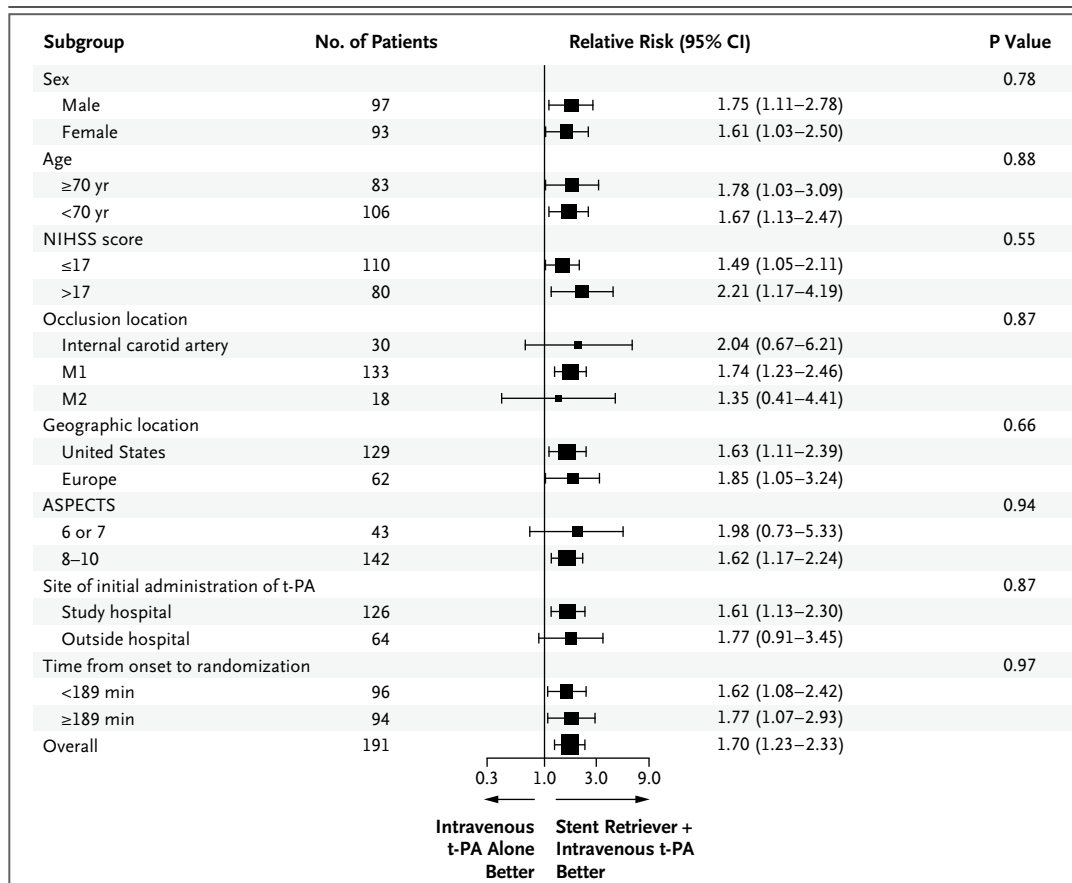 Subgroup No. of Patients Relative Risk (95% CI) P Value
Sex 0.78
Male 97 1.75 (1.11–2.78)
Female 93 1.61 (1.03–2.50)
Age 0.88
≥70 yr 83 1.78 (1.03–3.09)
<70 yr 106 1.67 (1.13–2.47)
NIHSS score 0.55
≤17 110 1.49 (1.05–2.11)
>17 80 2.21 (1.17–4.19)
Occlusion location 0.87
Internal carotid artery 30 2.04 (0.67–6.21)
M1 133 1.74 (1.23–2.46)
M2 18 1.35 (0.41–4.41)
Geographic location 0.66
United States 129 1.63 (1.11–2.39)
Europe 62 1.85 (1.05–3.24)
ASPECTS 0.94
6 or 7 43 1.98 (0.73–5.33)
8–10 142 1.62 (1.17–2.24)
Site of initial administration of t-PA 0.87
Study hospital 126 1.61 (1.13–2.30)
Outside hospital 64 1.77 (0.91–3.45)
Time from onset to randomization 0.97
<189 min 96 1.62 (1.08–2.42)
≥189 min 94 1.77 (1.07–2.93)
Overall 191 1.70 (1.23–2.33)
0.3 1.0 3.0 9.0
Intravenous
t-PA Alone
Better
Stent Retriever +
Intravenous t-PA
Better